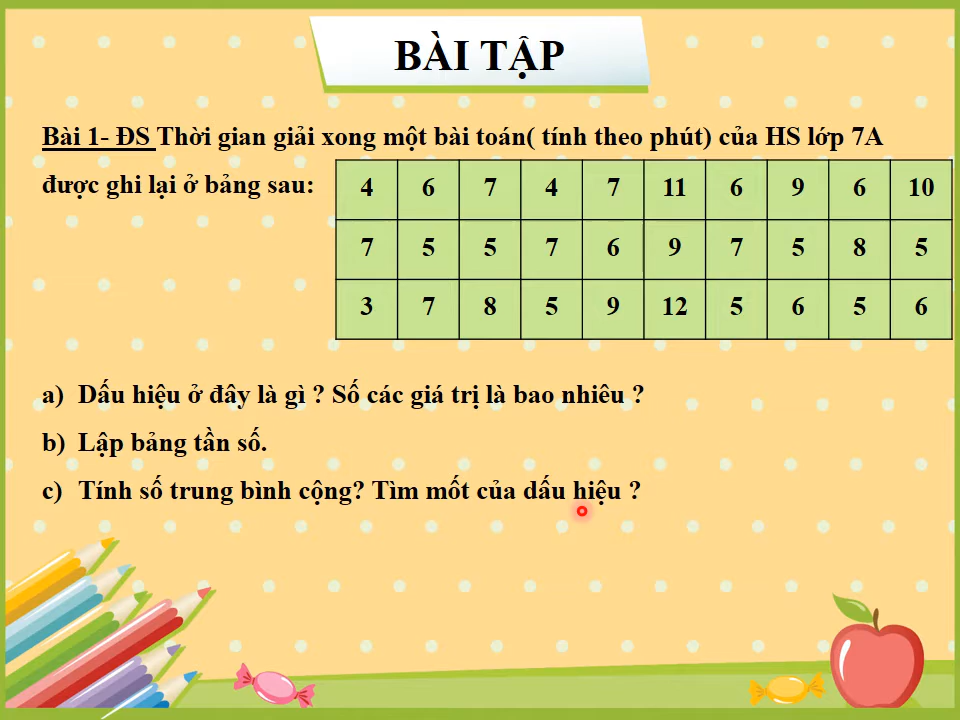 BÀI TẬP
Bài 1- ĐS Thời gian giải xong một bài toán( tính theo phút) của HS lớp 7A
được ghi lại ở bảng sau:
4 6 7 4 7 11 6 9 6 10
7 5 5 7 6 9 7 5 8 5
3 7 8 5 9 12 5 6 5 6
a) Dấu hiệu ở đây là gì ? Số các giá trị là bao nhiêu ?
b) Lập bảng tần số.
c) Tính số trung bình cộng? Tìm mốt của dấu hiệu ?